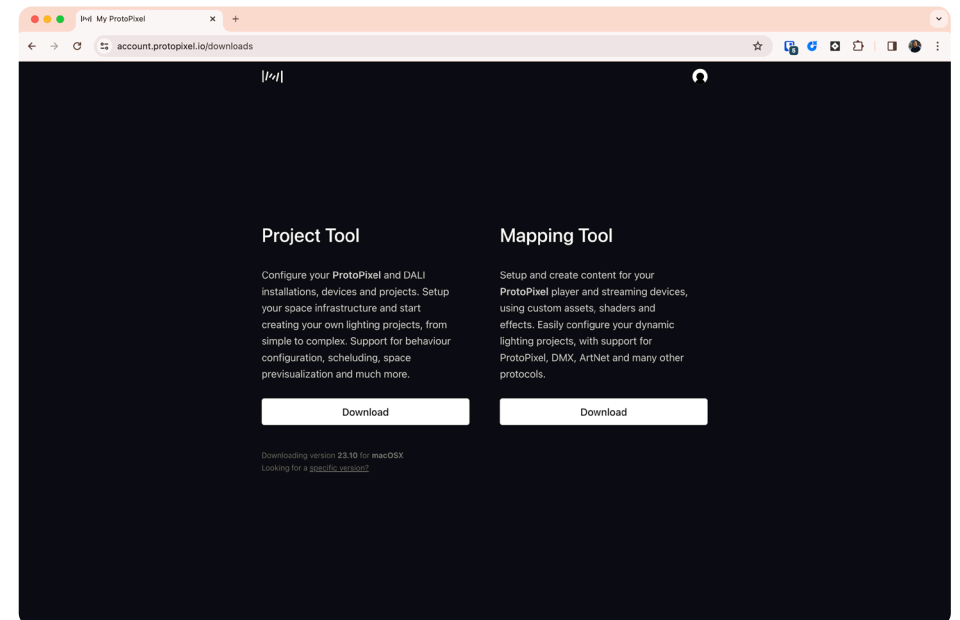 My ProtoPixel
account.protopixel.io/downloads
Project Tool
Configure your ProtoPixel and DALI
installations, devices and projects. Setup
your space infrastructure and start
creating your own lighting projects, from
simple to complex. Support for behaviour
configuration, scheluding, space
previsualization and much more.
Download
Downloading version 23.10 for macOSX
Looking for a specific version?
Mapping Tool
Setup and create content for your
ProtoPixel player and streaming devices,
using custom assets, shaders and
effects. Easily configure your dynamic
lighting projects, with support for
ProtoPixel, DMX, ArtNet and many other
protocols.
Download